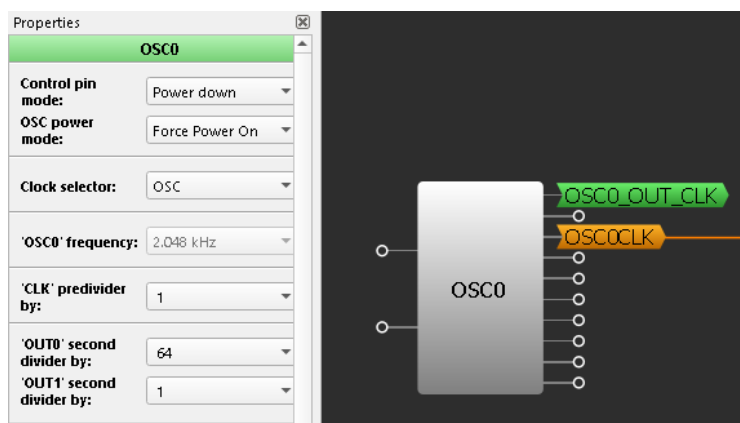 Properties
OSC0
Control pin
mode:
Power down
OSC power
mode:
Force Power On
Clock selector:
OSC
'OSC0' frequency:
2.048 kHz
'CLK' predivider
by:
1
'OUT0' second
divider by:
64
'OUT1' second
divider by:
1
OSC0_OUT_CLK
OSC0CLK
OSC0